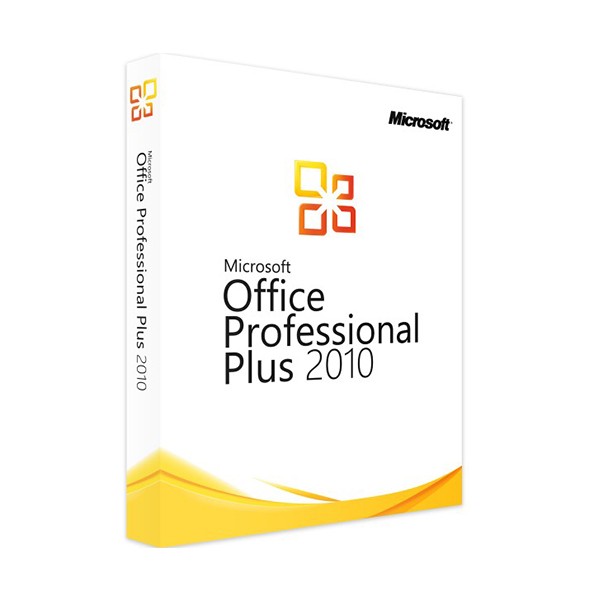 Microsoft
Office Professional Plus 2010
Microsoft
Microsoft
Office
Professional
Plus 2010